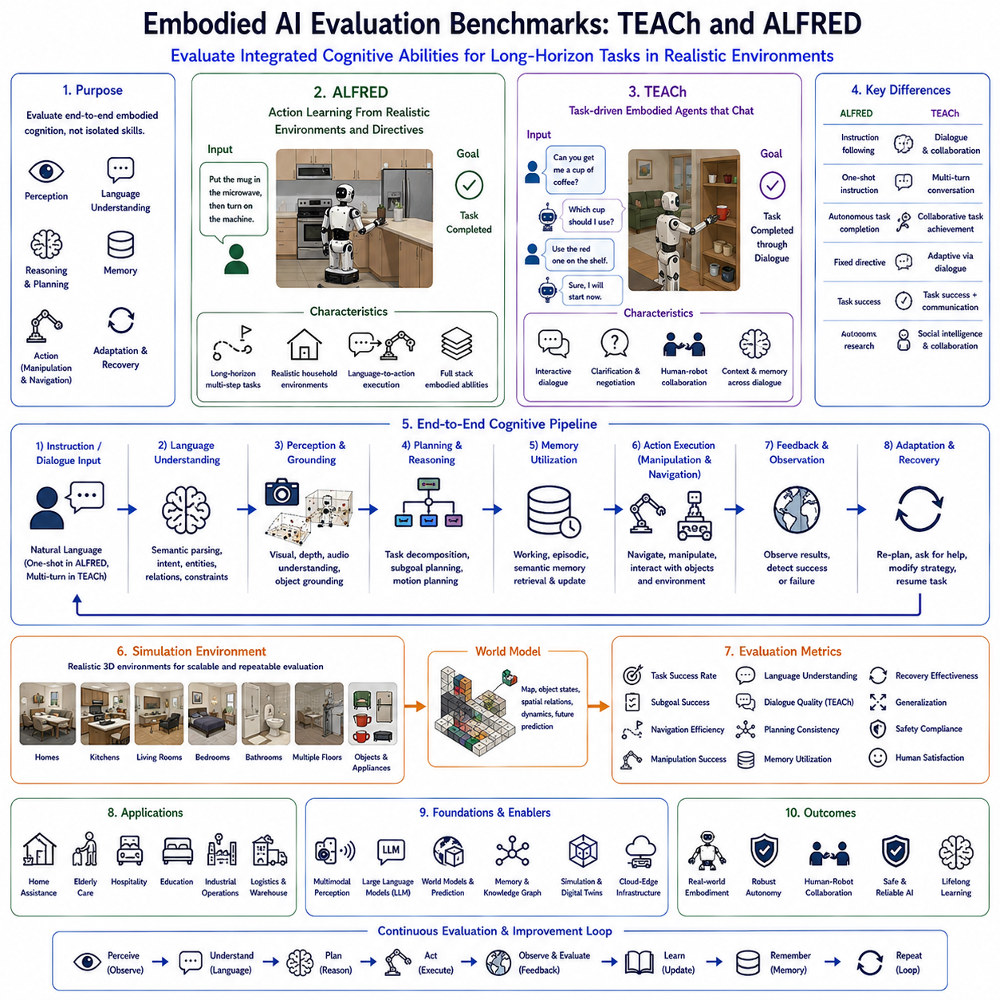 Embodied AI Evaluation Benchmarks: TEACh and ALFRED
Evaluate Integrated Cognitive Abilities for Long-Horizon Tasks in Realistic Environments
1. Purpose
Evaluate end-to-end embodied
cognition, not isolated skills.
Perception
Language
Understanding
Reasoning
& Planning
Memory
Action
(Manipulation
& Navigation)
Adaptation &
Recovery
2. ALFRED
Action Learning From Realistic
Environments and Directives
Input
Put the mug in
the microwave,
then turn on
the machine.
Goal
Task
Completed
Characteristics
Long-horizon
multi-step tasks
Realistic household
environments
Language-to-action
execution
Full stack
embodied abilities
3. TEACh
Task-driven Embodied Agents that Chat
Input
Can you get
me a cup of
coffee?
Which cup
should I use?
Use the red
one on the shelf.
Sure, I will
start now.
Goal
Task
Completed
through
Dialogue
Characteristics
Interactive
dialogue
Clarification &
negotiation
Human-robot
collaboration
Context & memory
across dialogue
4. Key Differences
ALFRED
TEACh
Instruction
following
Dialogue
& collaboration
One-shot
instruction
Multi-turn
conversation
Autonomous task
completion
Collaborative task
achievement
Fixed directive
Adaptive via
dialogue
Task success
Task success +
communication
research
Social intelligence
& collaboration
5. End-to-End Cognitive Pipeline
1) Instruction /
Dialogue Input
Natural Language
(One-shot in ALFRED,
Multi-turn in TEACh)
2) Language
Understanding
Semantic parsing,
intent, entities,
relations, constraints
3) Perception &
Grounding
Visual, depth, audio
understanding,
object grounding
4) Planning &
Reasoning
Task decomposition,
subgoal planning,
motion planning
5) Memory
Utilization
Working, episodic,
semantic memory
retrieval & update
6) Action Execution
(Manipulation &
Navigation)
Navigate, manipulate,
interact with objects
and environment
7) Feedback &
Observation
Observe results,
detect success
or failure
8) Adaptation &
Recovery
Re-plan, ask for help,
modify strategy,
resume task
6. Simulation Environment
Realistic 3D environments for scalable and repeatable evaluation
Homes
Kitchens
Living Rooms
Bedrooms
Bathrooms
Multiple Floors
Objects &
Appliances
World Model
Map, object states,
spatial relations,
dynamics, future
prediction
7. Evaluation Metrics
Task Success Rate
Language Understanding
Recovery Effectiveness
Subgoal Success
Dialogue Quality (TEACh)
Generalization
Navigation Efficiency
Planning Consistency
Safety Compliance
Manipulation Success
Memory Utilization
Human Satisfaction
8. Applications
Home
Assistance
Elderly
Care
Hospitality
Education
Industrial
Operations
Logistics &
Warehouse
9. Foundations & Enablers
LLM
Multimodal
Perception
Large Language
Models (LLM)
World Models &
Prediction
Memory &
Knowledge Graph
Simulation &
Digital Twins
Cloud-Edge
Infrastructure
10. Outcomes
Real-world
Embodiment
Robust
Autonomy
Human-Robot
Collaboration
Safe &
Reliable AI
Lifelong
Learning
Continuous Evaluation & Improvement Loop
Perceive
(Observe)
Understand
(Language)
Plan
(Reason)
Act
(Execute)
Observe & Evaluate
(Feedback)
Learn
(Update)
Remember
(Memory)
Repeat
(Loop)